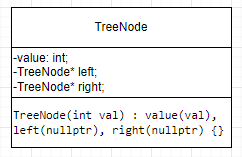 TreeNode
-value: int;
-TreeNode* left;
-TreeNode* right;
TreeNode(int val) : value(val),
left(nullptr), right(nullptr) {}